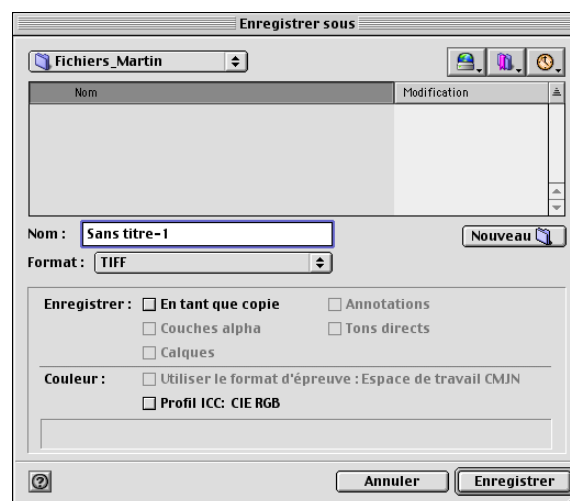 Enregistrer sous
Fichiers_Martin
Nom Modification
Nom : Sans titre-1
Nouveau
Format : TIFF
Enregistrer : En tant que copie Annotations
Couches alpha Tons directs
Calques
Couleur : Utiliser le format d'épreuve : Espace de travail CMJN
Profil ICC: CIE RGB
? Annuler Enregistrer